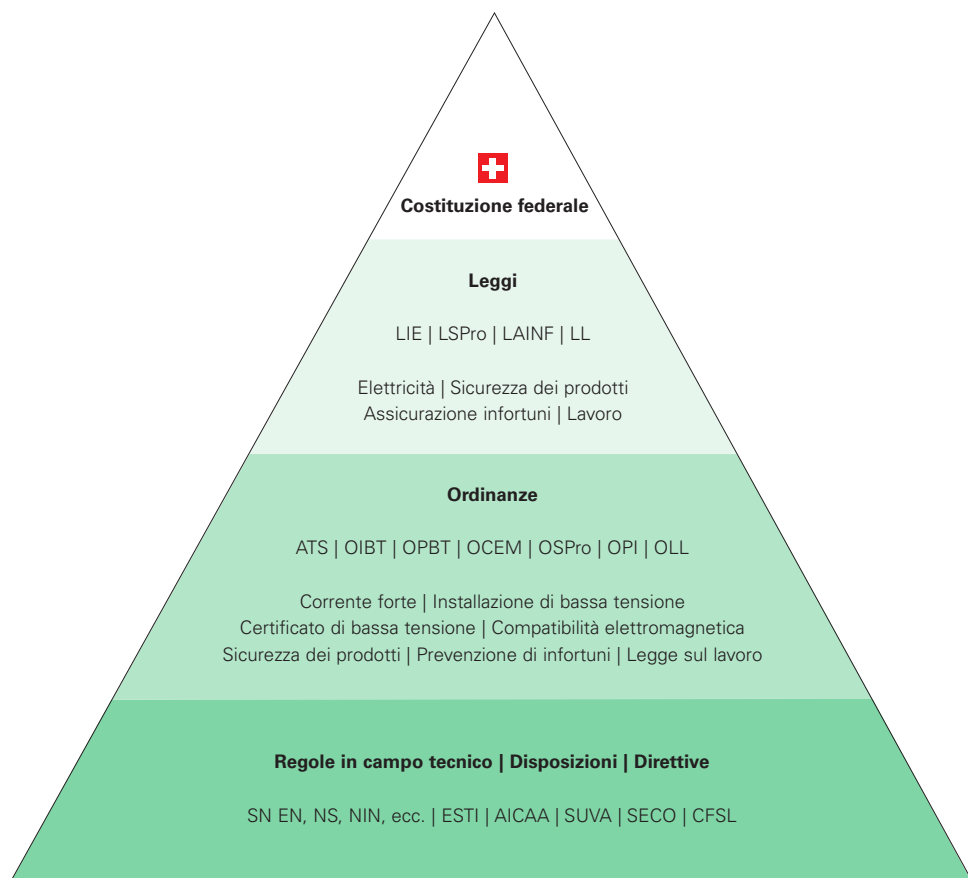 Costituzione federale
Leggi
LIE | LSPro | LAINF | LL
Elettricità | Sicurezza dei prodotti
Assicurazione infortuni | Lavoro
Ordinanze
ATS | OIBT | OPBT | OCEM | OSPro | OPI | OLL
Corrente forte | Installazione di bassa tensione
Certificato di bassa tensione | Compatibilità elettromagnetica
Sicurezza dei prodotti | Prevenzione di infortuni | Legge sul lavoro
Regole in campo tecnico | Disposizioni | Direttive
SN EN, NS, NIN, ecc. | ESTI | AICAA | SUVA | SECO | CFSL